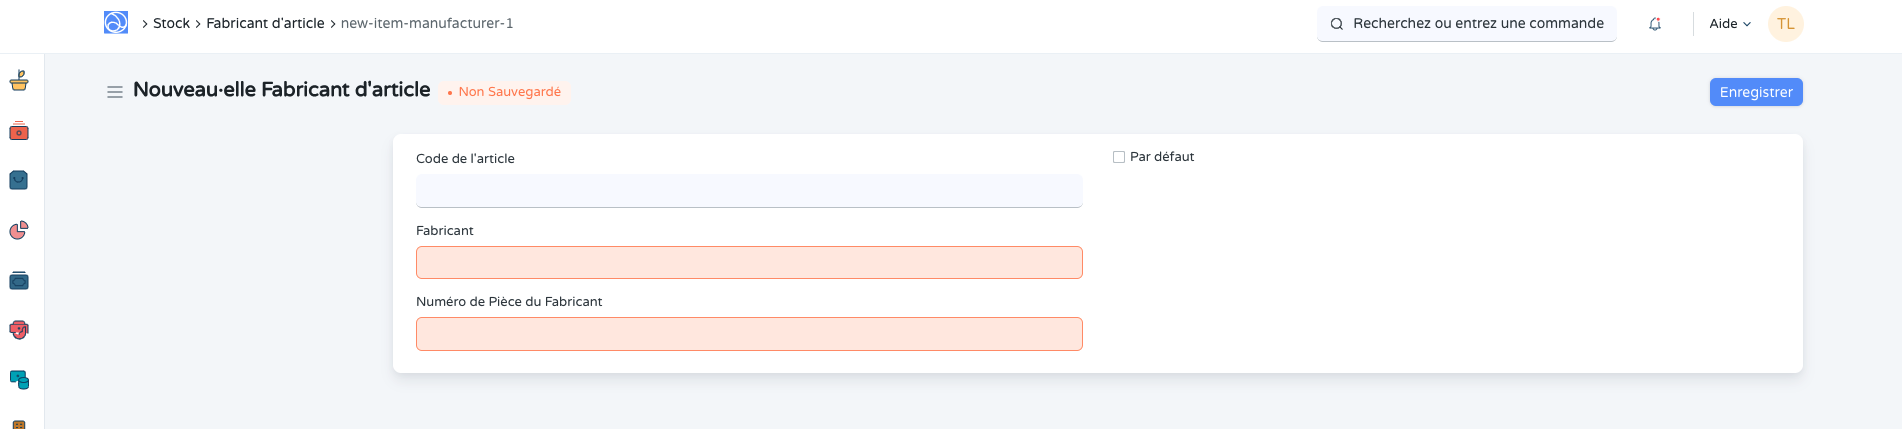 Stock Fabricant d'article new-item-manufacturer-1
Recherchez ou entrez une commande
Aide
TL
Nouveau·elle Fabricant d'article
Non Sauvegardé
Enregistrer
Code de l'article
Par défaut
Fabricant
Numéro de Pièce du Fabricant